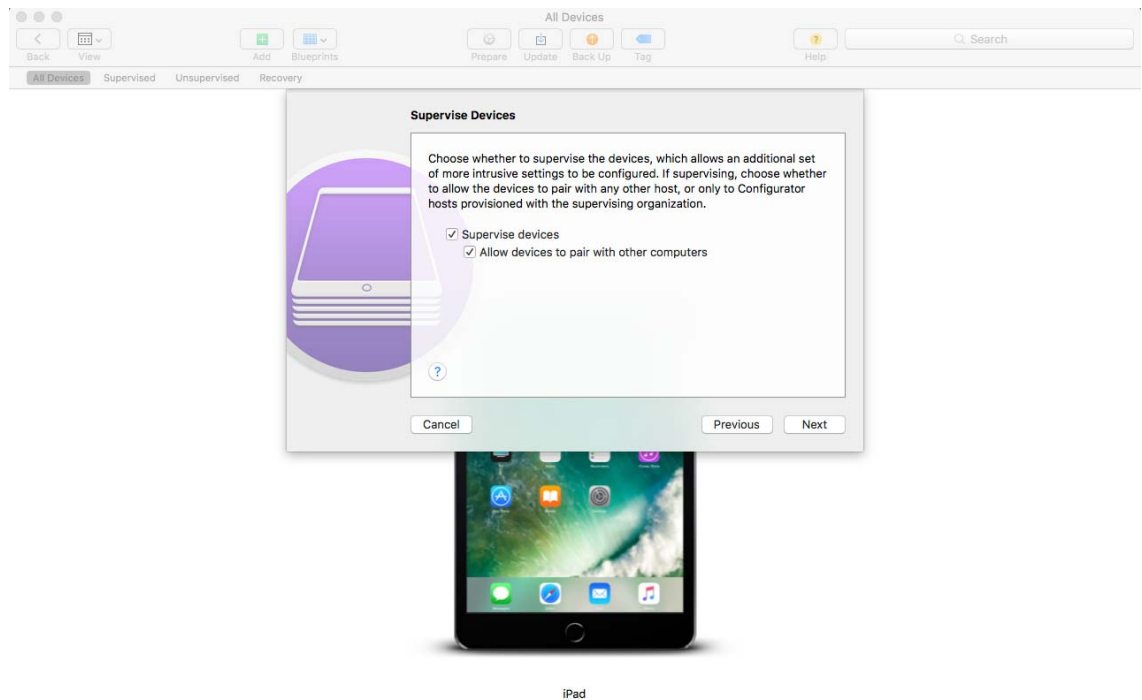 All Devices
Back View Add Blueprints Prepare Update Back Up Tag Help Search
All Devices Supervised Unsupervised Recovery
Supervise Devices
Choose whether to supervise the devices, which allows an additional set
of more intrusive settings to be configured. If supervising, choose whether
to allow the devices to pair with any other host, or only to Configurator
hosts provisioned with the supervising organization.
Supervise devices
Allow devices to pair with other computers
?
Cancel Previous Next
iPad